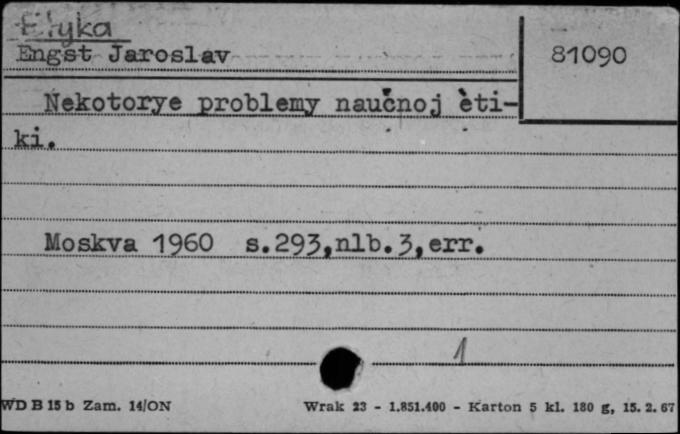 Etyka
Engst Jaroslav
81090
Nekotorye problemy naučnoj èti-
ki.
Moskva 1960 s.293,nlb.3,err.
1
WD B 15 b Zam. 14/ON
Wrak 23 - 1.851.400 - Karton 5 kl. 180 g, 15. 2. 67